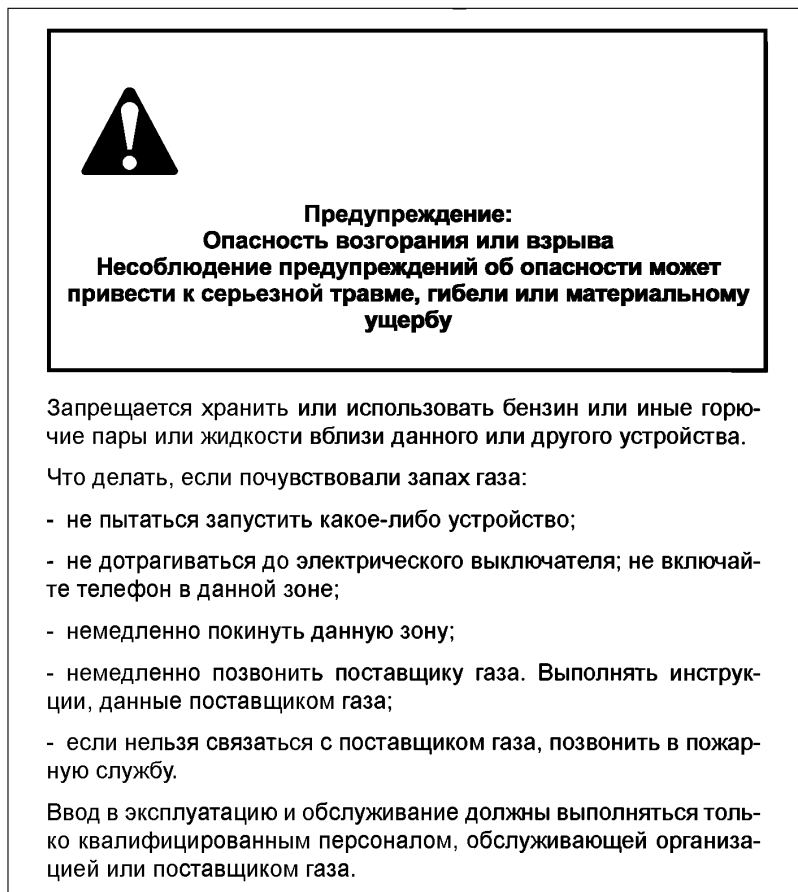 Предупреждение:
Опасность возгорания или взрыва
Несоблюдение предупреждений об опасности может
привести к серьезной травме, гибели или материальному
ущербу
Запрещается хранить или использовать бензин или иные горю-
чие пары или жидкости вблизи данного или другого устройства.
Что делать, если почувствовали запах газа:
- не пытаться запустить какое-либо устройство;
- не дотрагиваться до электрического выключателя; не включай-
те телефон в данной зоне;
- немедленно покинуть данную зону;
- немедленно позвонить поставщику газа. Выполнять инструк-
ции, данные поставщиком газа;
- если нельзя связаться с поставщиком газа, позвонить в пожар-
ную службу.
Ввод в эксплуатацию и обслуживание должны выполняться толь-
ко квалифицированным персоналом, обслуживающей организа-
цией или поставщиком газа.